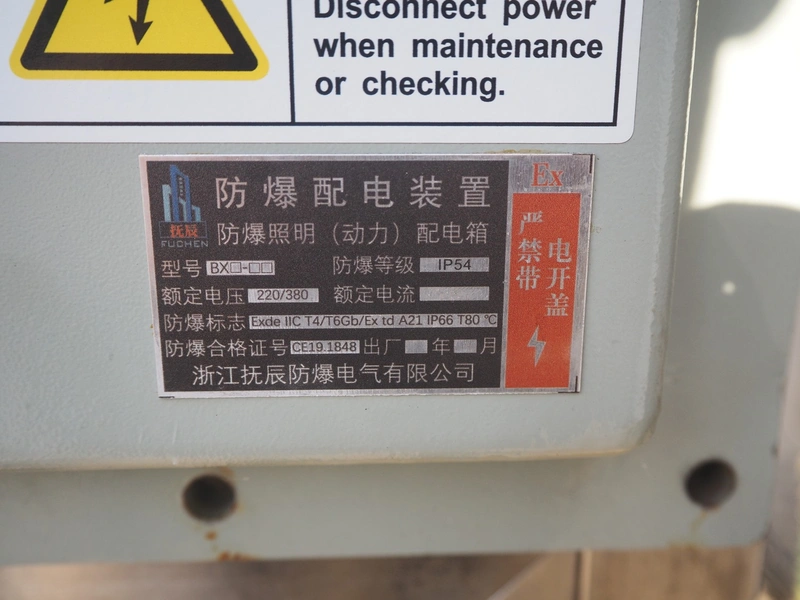 Disconnect power
when maintenance
or checking.
抚辰
FUCHEN
防爆配电装置
防爆照明（动力）配电箱
型号 BX□-□□ 防爆等级 IP54
额定电压 220/380 额定电流
防爆标志 Exde IIC T4/T6Gb/Ex td A21 IP66 T80 ℃
防爆合格证号 CE19.1848 出厂 年 月
浙江抚辰防爆电气有限公司
Ex
严禁带
电开盖